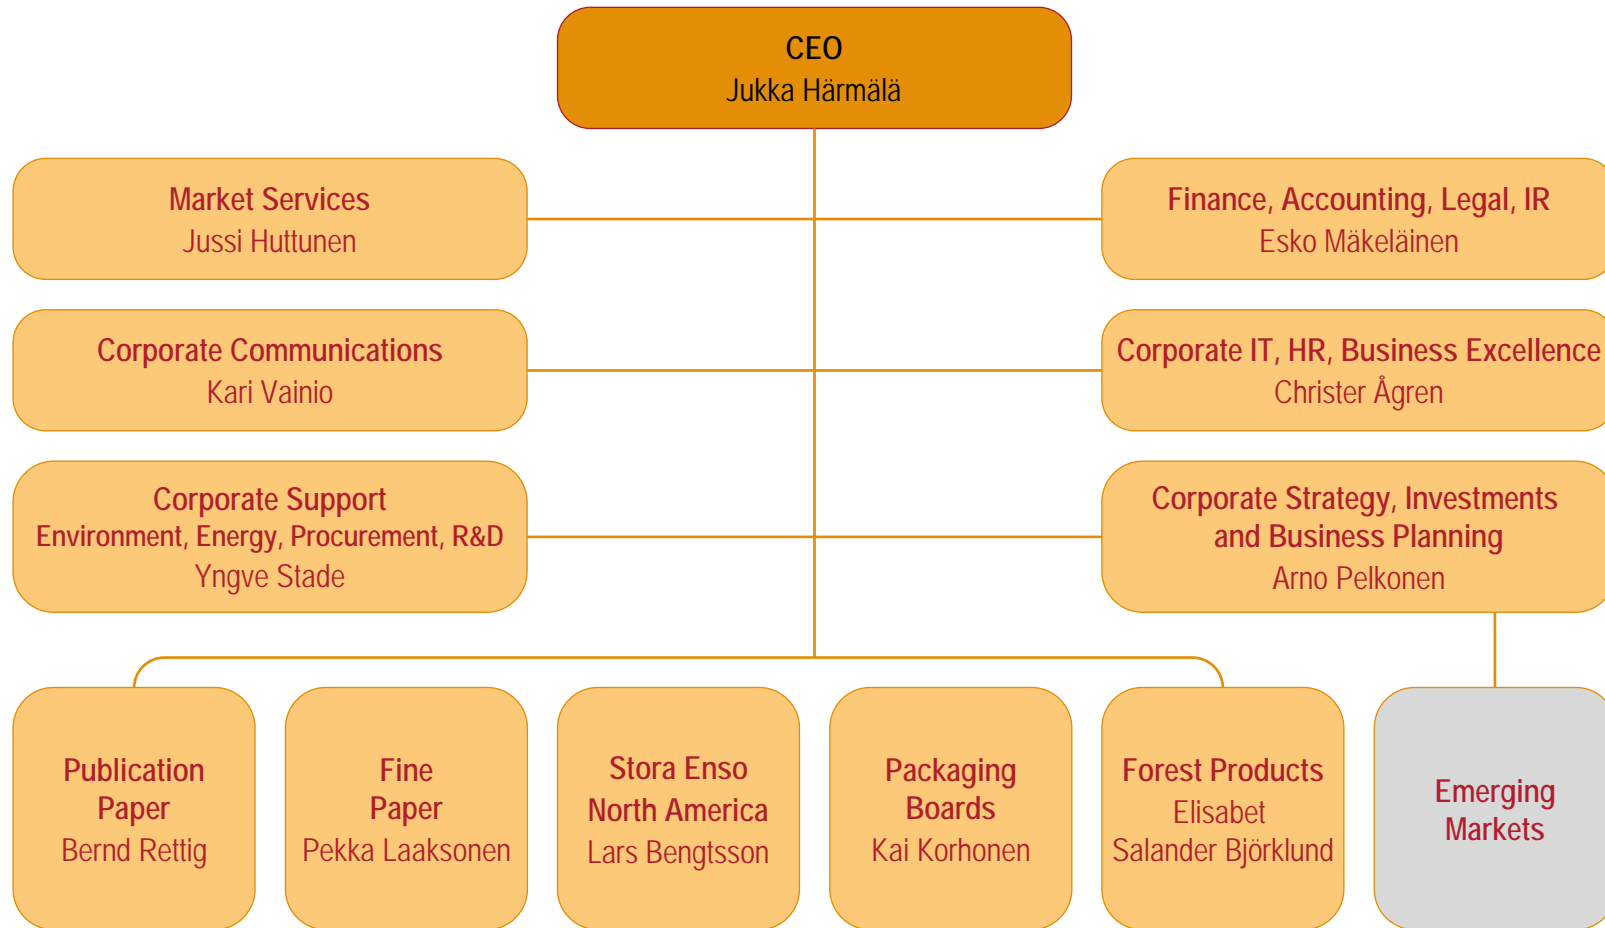 CEO
Jukka Härmälä
Market Services
Jussi Huttunen
Finance, Accounting, Legal, IR
Esko Mäkeläinen
Corporate Communications
Kari Vainio
Corporate IT, HR, Business Excellence
Christer Ågren
Corporate Support
Environment, Energy, Procurement, R&D
Yngve Stade
Corporate Strategy, Investments
and Business Planning
Arno Pelkonen
Publication
Paper
Bernd Rettig
Fine
Paper
Pekka Laaksonen
Stora Enso
North America
Lars Bengtsson
Packaging
Boards
Kai Korhonen
Forest Products
Elisabet
Salander Björklund
Emerging
Markets